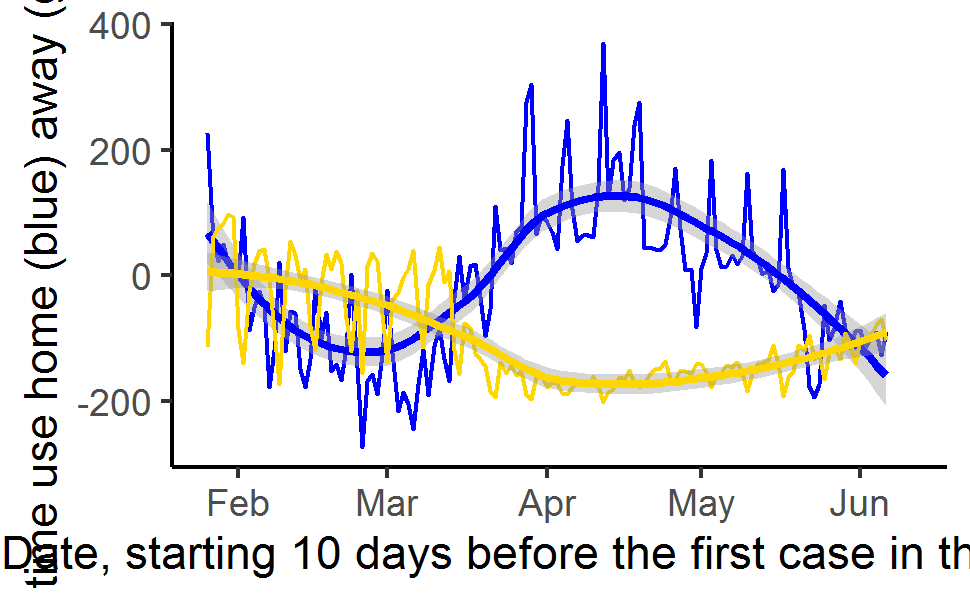 time use home (blue) away (
400
200
0
-200
Feb Mar Apr May Jun
Date, starting 10 days before the first case in th